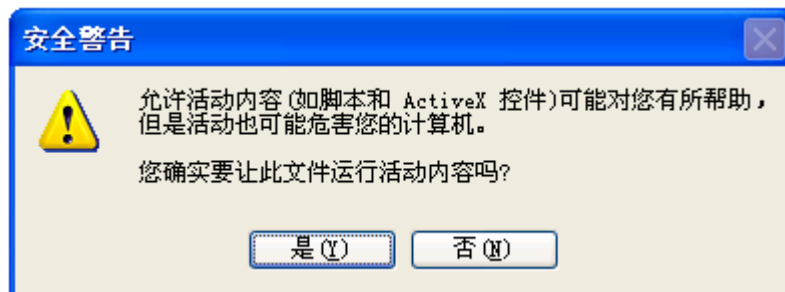 安全警告
允许活动内容(如脚本和 ActiveX 控件)可能对您有所帮助，
但是活动也可能危害您的计算机。
您确实要让此文件运行活动内容吗?
是(Y)
否(N)